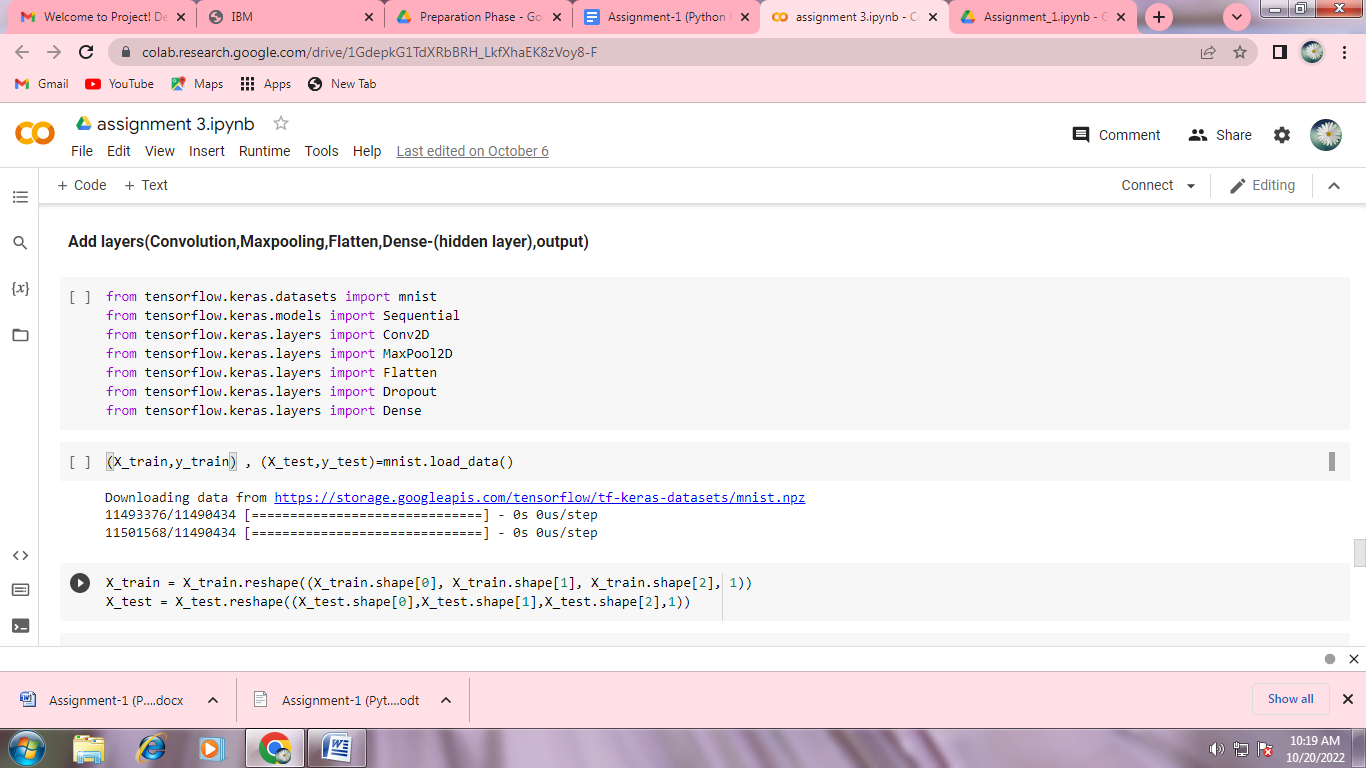 Welcome to Project! De
IBM
Preparation Phase - Go
Assignment-1 (Python
assignment 3.ipynb - C
Assignment_1.ipynb - G
colab.research.google.com/drive/1GdepkG1TdXRbBRH_LkfXhaEK8zVoy8-F
Gmail YouTube Maps Apps New Tab
assignment 3.ipynb
Comment Share
File Edit View Insert Runtime Tools Help Last edited on October 6
+ Code + Text
Connect Editing
Add layers(Convolution,Maxpooling,Flatten,Dense-(hidden layer),output)
{x}
[ ] from tensorflow.keras.datasets import mnist
from tensorflow.keras.models import Sequential
from tensorflow.keras.layers import Conv2D
from tensorflow.keras.layers import MaxPool2D
from tensorflow.keras.layers import Flatten
from tensorflow.keras.layers import Dropout
from tensorflow.keras.layers import Dense
[ ] (X_train,y_train) , (X_test,y_test)=mnist.load_data()
Downloading data from https://storage.googleapis.com/tensorflow/tf-keras-datasets/mnist.npz
11493376/11490434 [==============================] - 0s 0us/step
11501568/11490434 [==============================] - 0s 0us/step
X_train = X_train.reshape((X_train.shape[0], X_train.shape[1], X_train.shape[2], 1))
X_test = X_test.reshape((X_test.shape[0],X_test.shape[1],X_test.shape[2],1))
Assignment-1 (P....docx
Assignment-1 (Pyt....odt
Show all
10:19 AM
10/20/2022